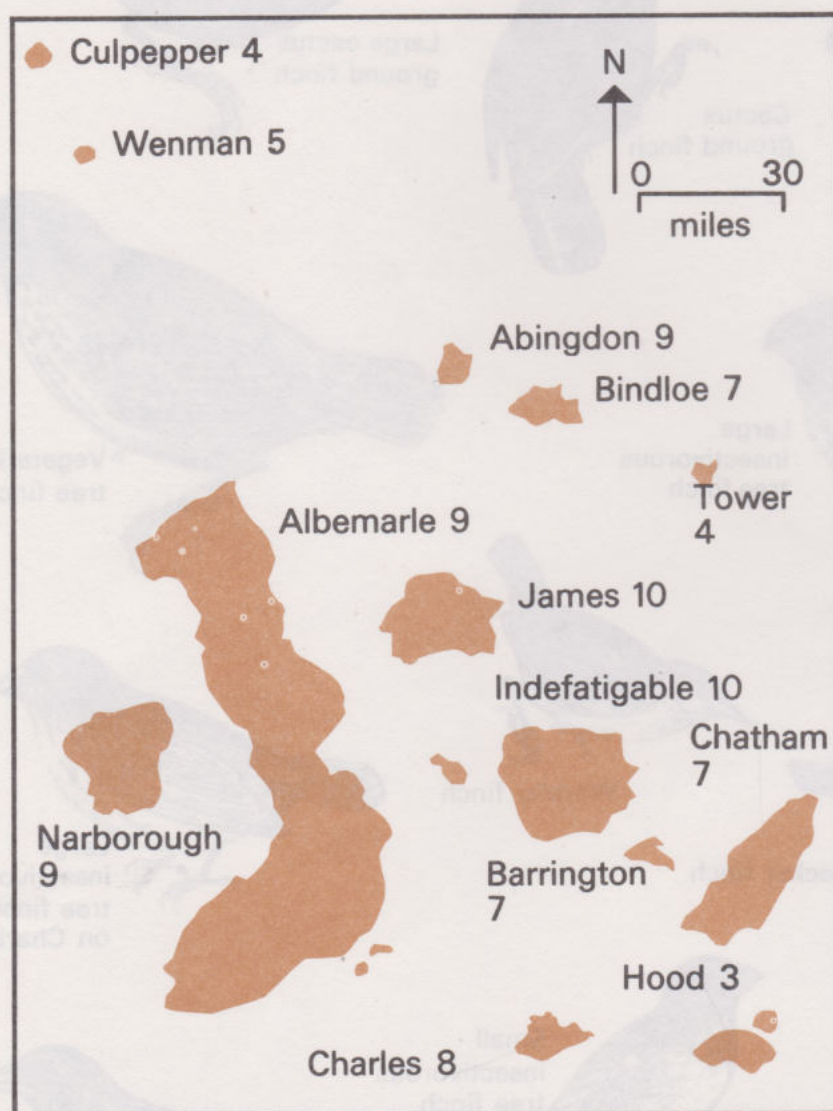 Culpepper 4
Wenman 5
N
0 30
miles
Abingdon 9
Bindloe 7
Tower
4
Albemarle 9
James 10
Indefatigable 10
Chatham
7
Narborough
9
Barrington
7
Hood 3
Charles 8